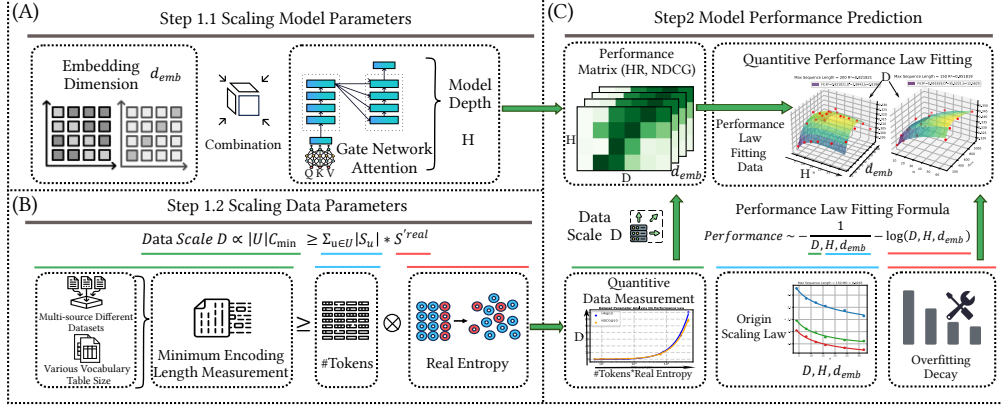 (A)
Step 1.1 Scaling Model Parameters
Embedding
Dimension d_emb
Combination
Model
Depth
H
Gate Network
Attention
Q K V
(B)
Step 1.2 Scaling Data Parameters
Data Scale D ∝ |U|C_min ≥ Σ_{u∈U}|S_u| ∗ S'^{real}
Multi-source Different
Datasets
Various Vocabulary
Table Size
Minimum Encoding
Length Measurement
≥
#Tokens
⊗
Real Entropy
(C)
Step2 Model Performance Prediction
Performance
Matrix (HR, NDCG)
H
D
d_emb
Quantitive Performance Law Fitting
D
Performance
Law
Fitting
Data
H
d_emb
Data
Scale D
Performance Law Fitting Formula
Performance ~ − 1 / D, H, d_emb − log(D, H, d_emb)
Quantitive
Data Measurement
D
#Tokens*Real Entropy
Origin
Scaling Law
D, H, d_emb
Overfitting
Decay